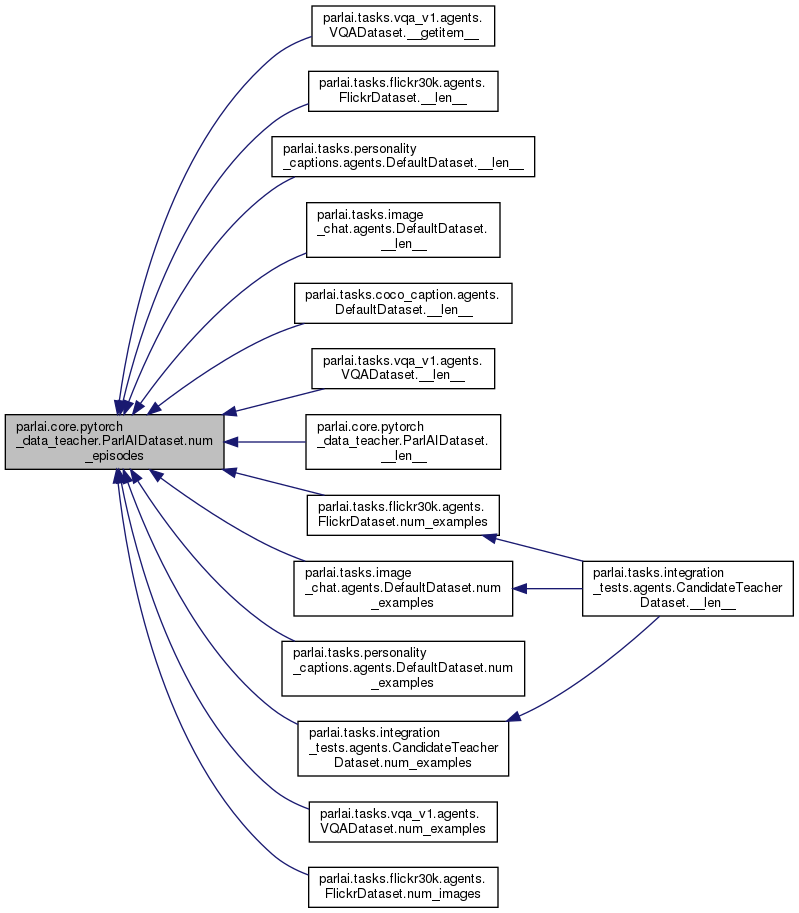 parlai.tasks.vqa_v1.agents.
VQADataset.__getitem__
parlai.tasks.flickr30k.agents.
FlickrDataset.__len__
parlai.tasks.personality
_captions.agents.DefaultDataset.__len__
parlai.tasks.image
_chat.agents.DefaultDataset.
__len__
parlai.tasks.coco_caption.agents.
DefaultDataset.__len__
parlai.tasks.vqa_v1.agents.
VQADataset.__len__
parlai.core.pytorch
_data_teacher.ParlAIDataset.num
_episodes
parlai.core.pytorch
_data_teacher.ParlAIDataset.
__len__
parlai.tasks.flickr30k.agents.
FlickrDataset.num_examples
parlai.tasks.image
_chat.agents.DefaultDataset.num
_examples
parlai.tasks.integration
_tests.agents.CandidateTeacher
Dataset.__len__
parlai.tasks.personality
_captions.agents.DefaultDataset.num
_examples
parlai.tasks.integration
_tests.agents.CandidateTeacher
Dataset.num_examples
parlai.tasks.vqa_v1.agents.
VQADataset.num_examples
parlai.tasks.flickr30k.agents.
FlickrDataset.num_images